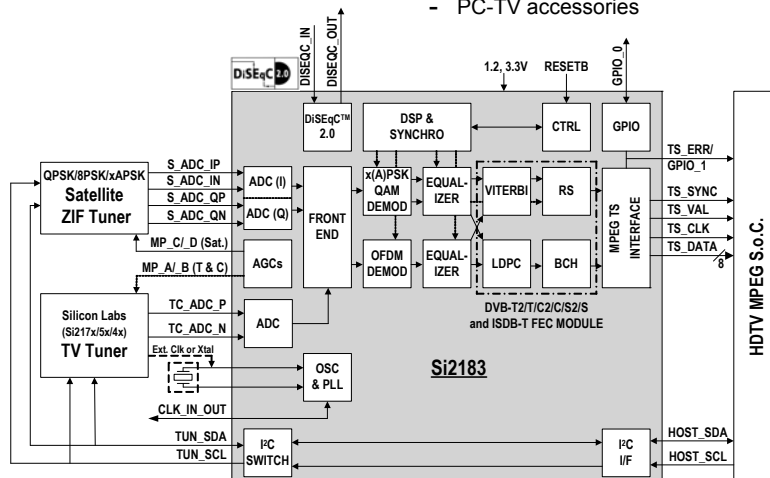 - PC-TV accessories
DiSEqC 2.0
DISEQC_IN
DISEQC_OUT
1.2, 3.3V
RESETB
GPIO_0
DiSEqC™
2.0
DSP &
SYNCHRO
CTRL
GPIO
TS_ERR/
GPIO_1
QPSK/8PSK/xAPSK
Satellite
ZIF Tuner
S_ADC_IP
S_ADC_IN
S_ADC_QP
S_ADC_QN
ADC (I)
ADC (Q)
FRONT
END
x(A)PSK
QAM
DEMOD
EQUAL-
IZER
VITERBI
RS
MPEG TS
INTERFACE
TS_SYNC
TS_VAL
TS_CLK
TS_DATA
8
HDTV MPEG S.o.C.
MP_C/_D (Sat.)
MP_A/_B (T & C)
AGCs
OFDM
DEMOD
EQUAL-
IZER
LDPC
BCH
Silicon Labs
(Si217x/5x/4x)
TV Tuner
TC_ADC_P
TC_ADC_N
ADC
DVB-T2/T/C2/C/S2/S
and ISDB-T FEC MODULE
Ext. Clk or Xtal
OSC
& PLL
Si2183
CLK_IN_OUT
TUN_SDA
TUN_SCL
I²C
SWITCH
I²C
I/F
HOST_SDA
HOST_SCL